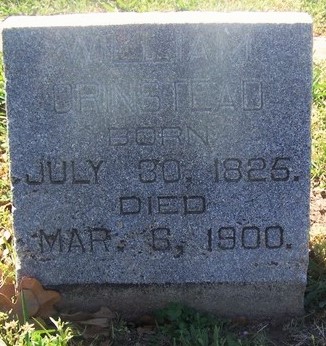 WILLIAM
GRINSTEAD
BORN
JULY 30, 1825.
DIED
MAR. 6, 1900.